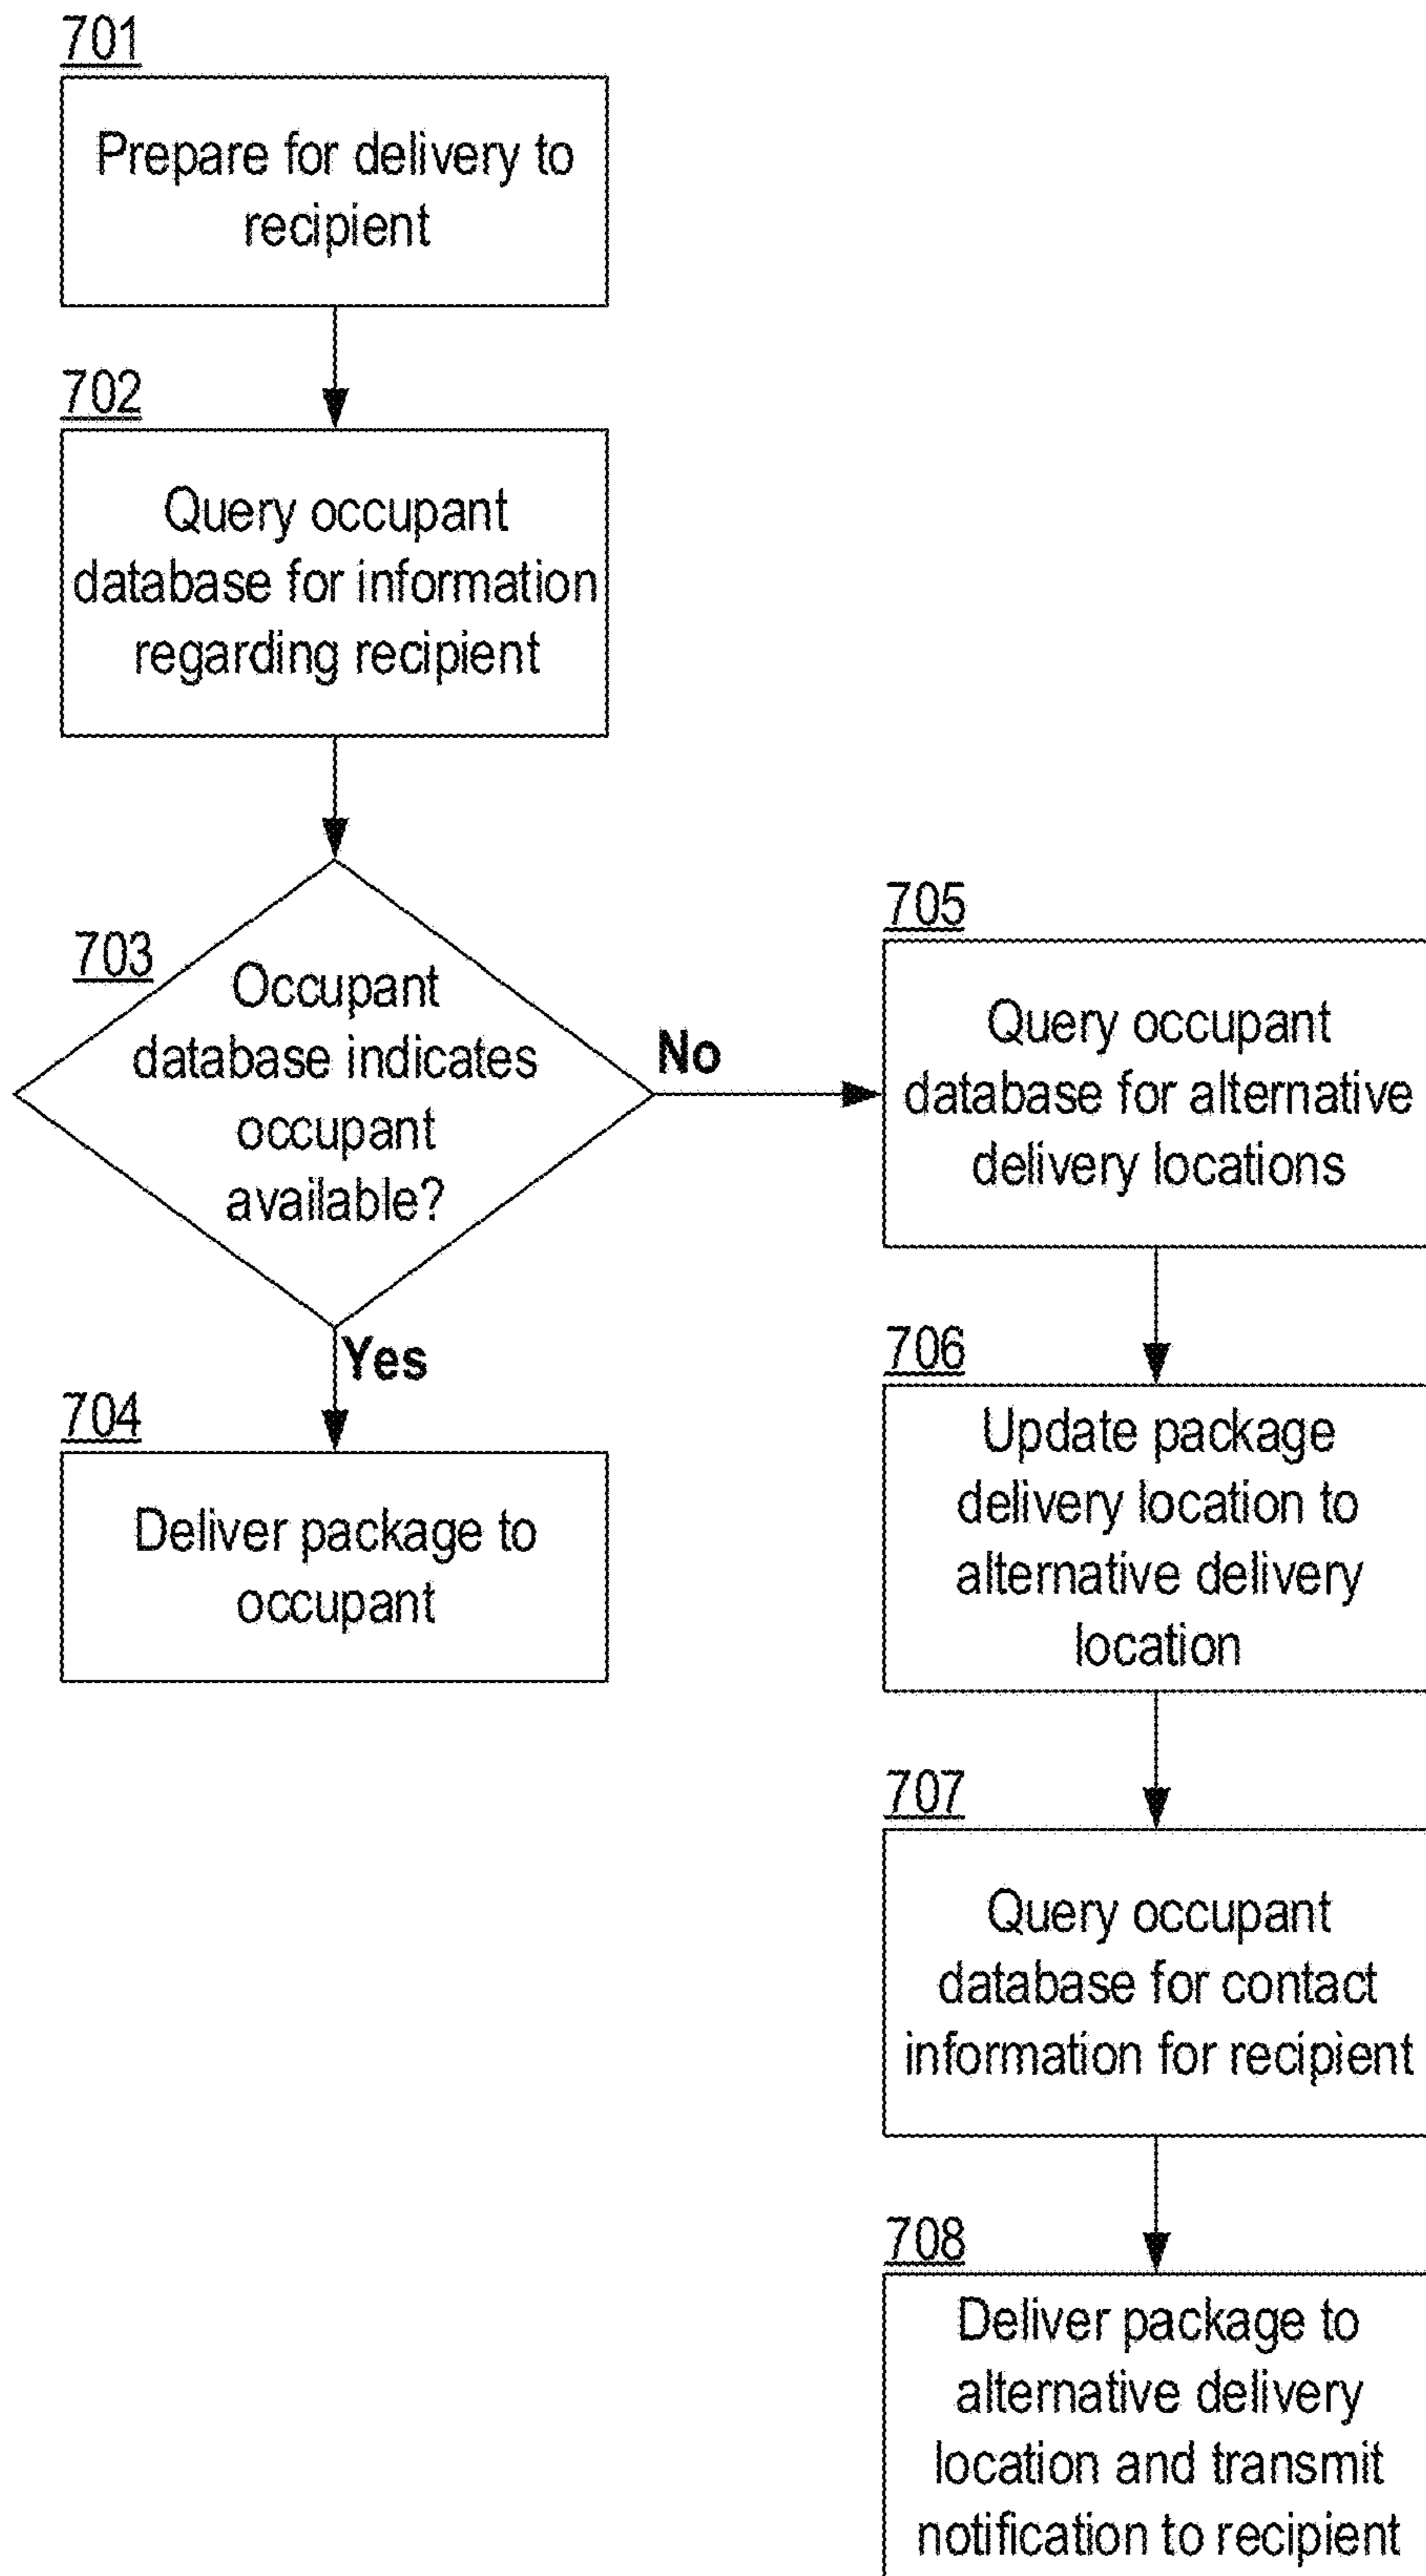 701
Prepare for delivery to
recipient
702
Query occupant
database for information
regarding recipient
703
Occupant
database indicates
occupant
available?
No
Yes
704
Deliver package to
occupant
705
Query occupant
database for alternative
delivery locations
706
Update package
delivery location to
alternative delivery
location
707
Query occupant
database for contact
information for recipient
708
Deliver package to
alternative delivery
location and transmit
notification to recipient